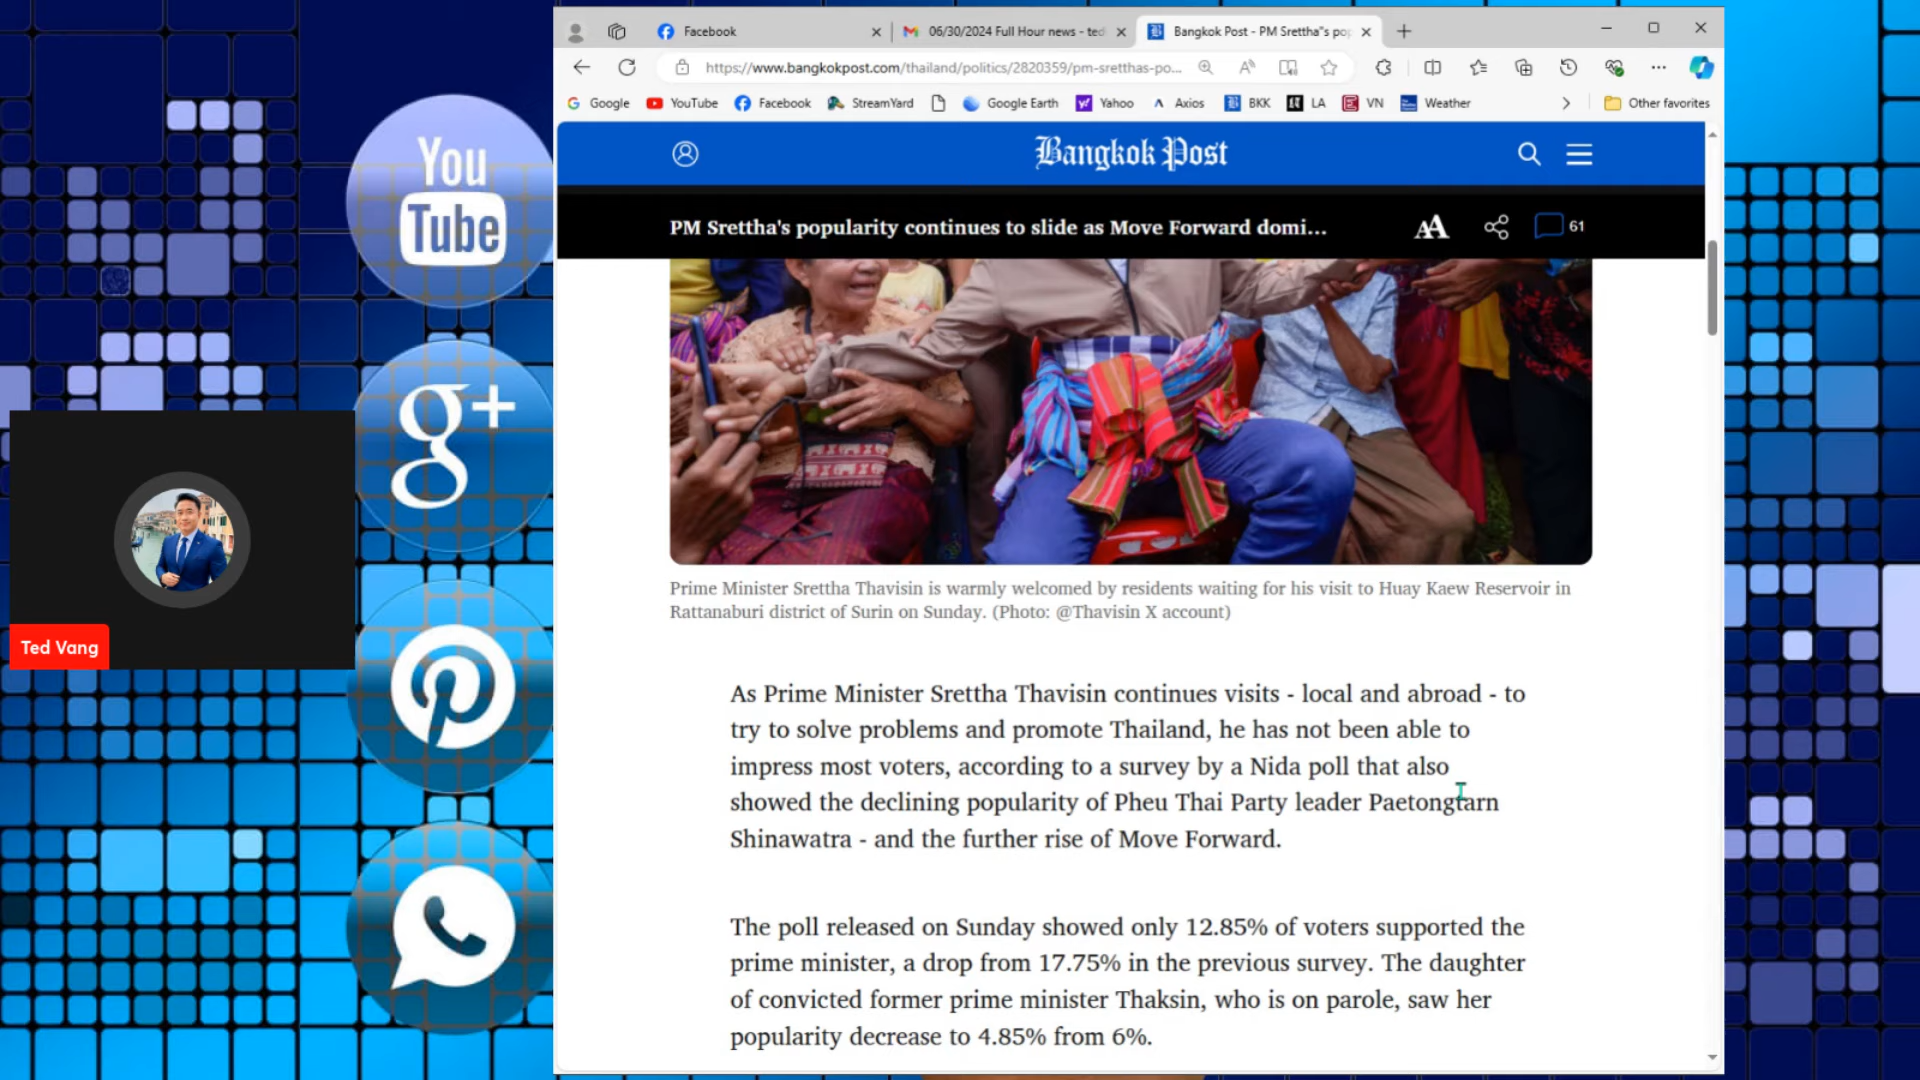 You
Tube
g+
Ted Vang
Facebook
06/30/2024 Full Hour news - ted
Bangkok Post - PM Srettha"s po
https://www.bangkokpost.com/thailand/politics/2820359/pm-sretthas-po...
Google
YouTube
Facebook
StreamYard
Google Earth
Yahoo
Axios
BKK
LA
VN
Weather
Other favorites
Bangkok Post
PM Srettha's popularity continues to slide as Move Forward domi...
AA
61
Prime Minister Srettha Thavisin is warmly welcomed by residents waiting for his visit to Huay Kaew Reservoir in
Rattanaburi district of Surin on Sunday. (Photo: @Thavisin X account)
As Prime Minister Srettha Thavisin continues visits - local and abroad - to
try to solve problems and promote Thailand, he has not been able to
impress most voters, according to a survey by a Nida poll that also
showed the declining popularity of Pheu Thai Party leader Paetongtarn
Shinawatra - and the further rise of Move Forward.
The poll released on Sunday showed only 12.85% of voters supported the
prime minister, a drop from 17.75% in the previous survey. The daughter
of convicted former prime minister Thaksin, who is on parole, saw her
popularity decrease to 4.85% from 6%.